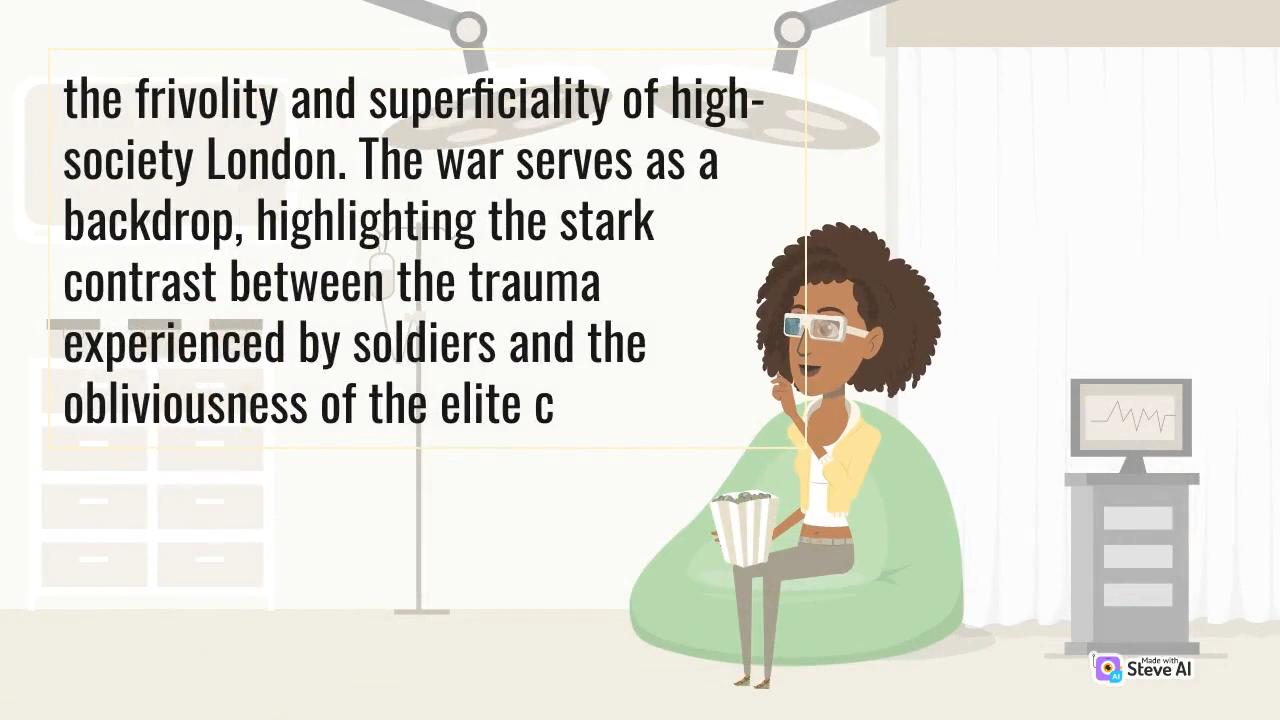 the frivolity and superficiality of high-
society London. The war serves as a
backdrop, highlighting the stark
contrast between the trauma
experienced by soldiers and the
obliviousness of the elite c
Made with
Steve AI
AI